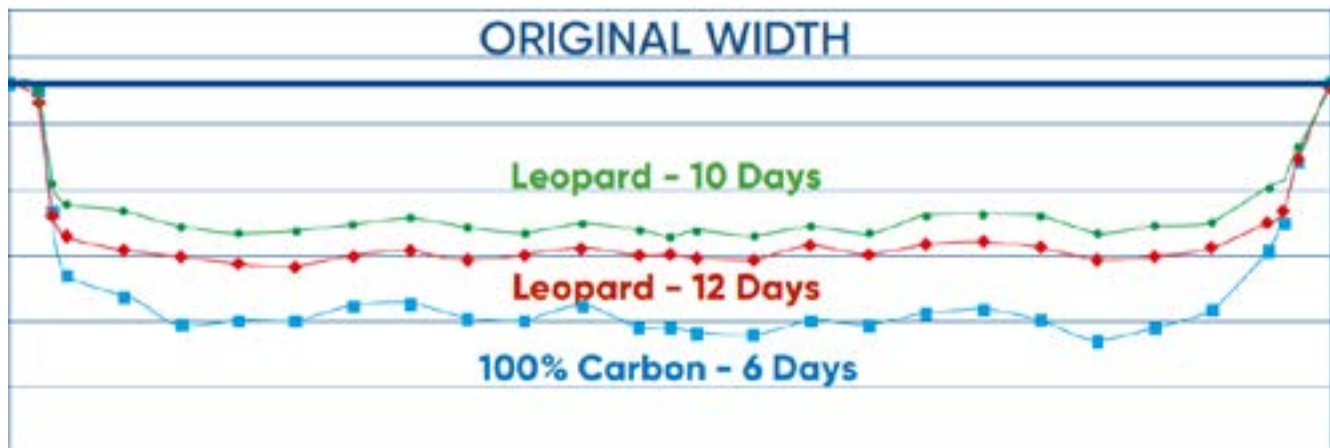 ORIGINAL WIDTH
Leopard - 10 Days
Leopard - 12 Days
100% Carbon - 6 Days